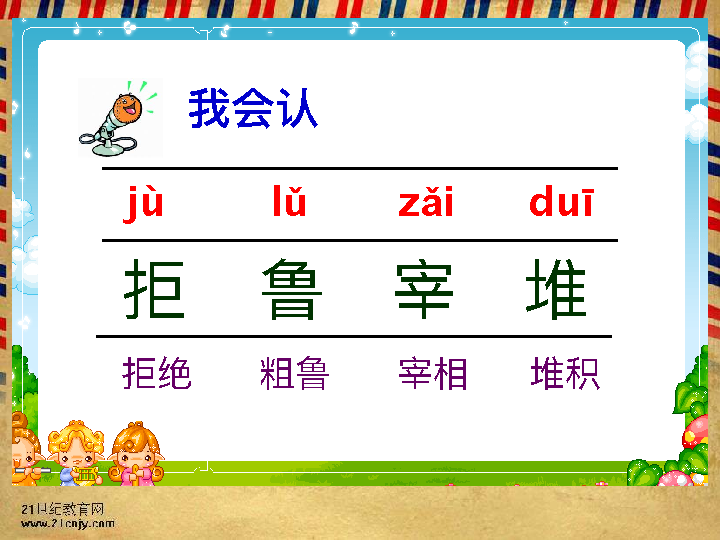 我会认
jù lǔ zǎi duī
拒 鲁 宰 堆
拒绝 粗鲁 宰相 堆积
21世纪教育网
www.21cnjy.com